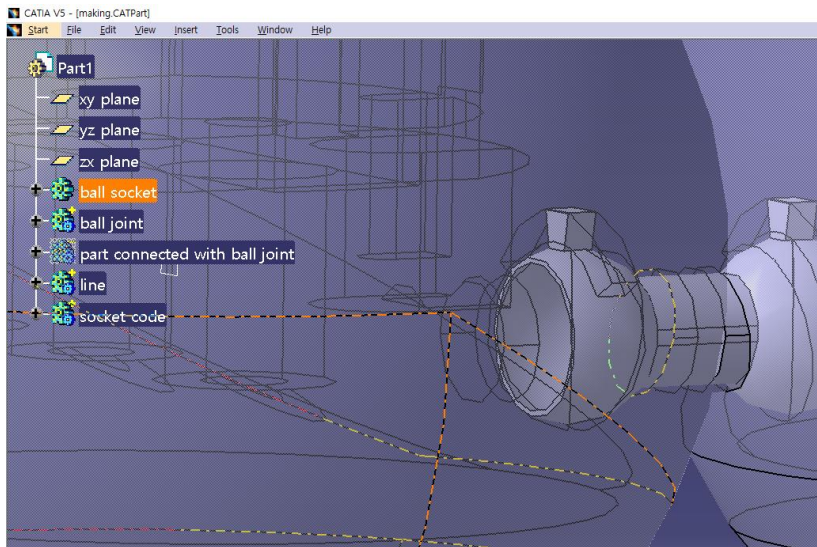 CATIA V5 - [making.CATPart]
Start File Edit View Insert Tools Window Help
Part1
xy plane
yz plane
zx plane
ball socket
ball joint
part connected with ball joint
line
socket code